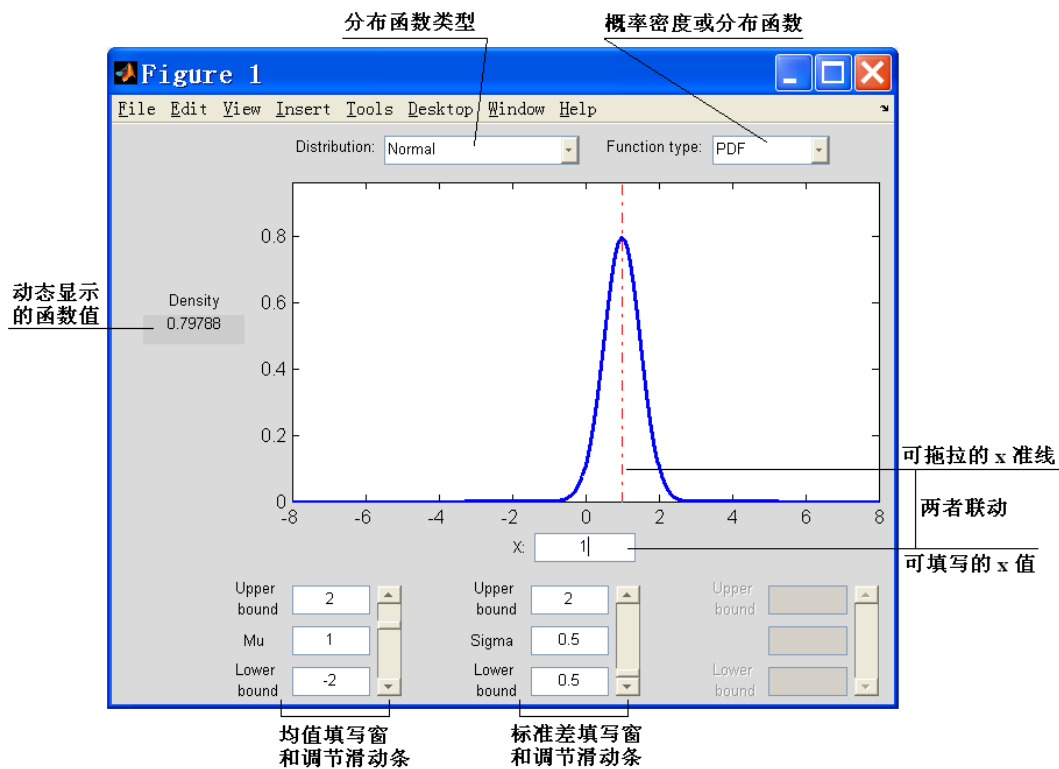 分布函数类型
概率密度或分布函数
Figure 1
File Edit View Insert Tools Desktop Window Help
Distribution: Normal
Function type: PDF
0.8
0.6
0.4
0.2
0
-8 -6 -4 -2 0 2 4 6 8
动态显示
的函数值
Density
0.79788
可拖拉的 x 准线
两者联动
可填写的 x 值
X: 1
Upper
bound
2
Mu 1
Lower
bound
-2
Upper
bound
2
Sigma 0.5
Lower
bound
0.5
Upper
bound
Lower
bound
均值填写窗
和调节滑动条
标准差填写窗
和调节滑动条